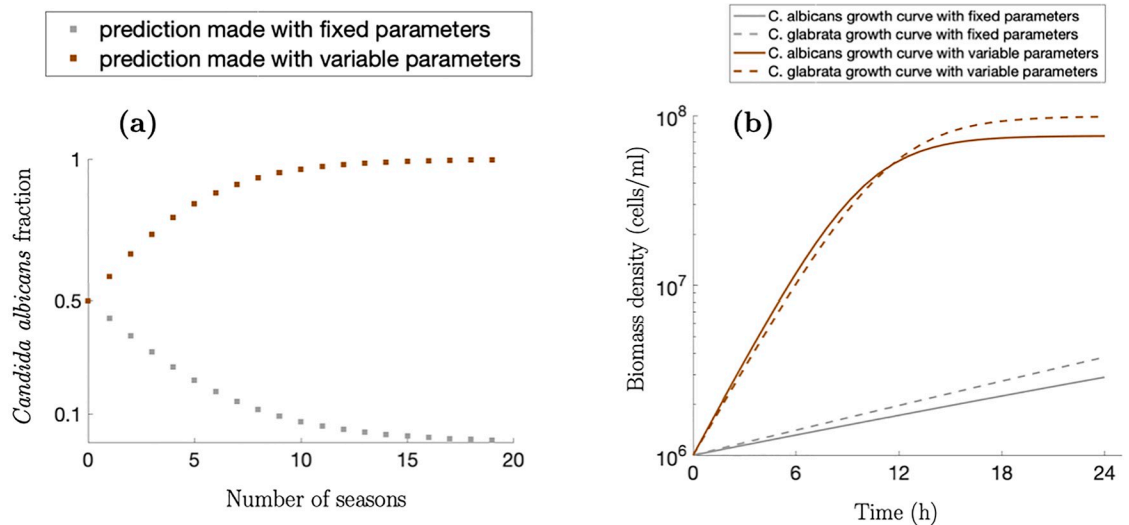 prediction made with fixed parameters
prediction made with variable parameters
(a)
1
0.5
0.1
Candida albicans fraction
0
5
10
15
20
Number of seasons
C. albicans growth curve with fixed parameters
C. glabrata growth curve with fixed parameters
C. albicans growth curve with variable parameters
C. glabrata growth curve with variable parameters
(b)
10⁸
10⁷
10⁶
Biomass density (cells/ml)
0
6
12
18
24
Time (h)